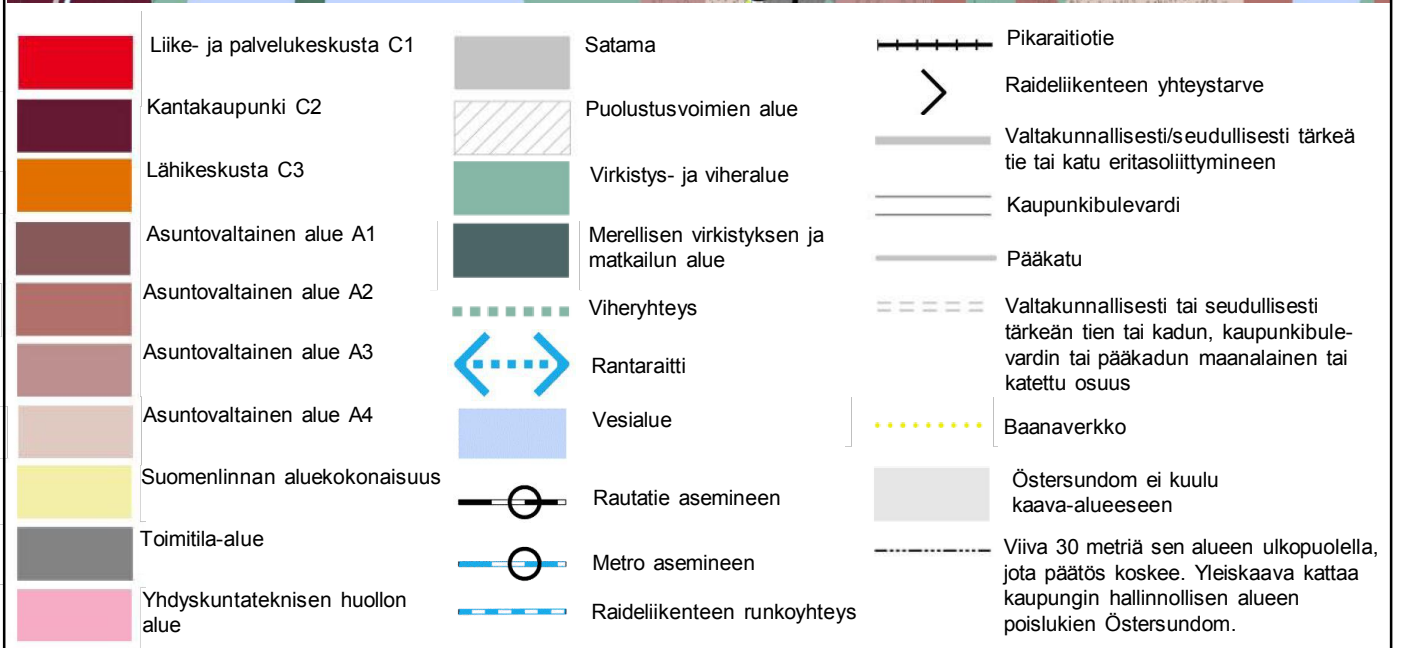 Liike- ja palvelukeskusta C1
Kantakaupunki C2
Lähikeskusta C3
Asuntovaltainen alue A1
Asuntovaltainen alue A2
Asuntovaltainen alue A3
Asuntovaltainen alue A4
Suomenlinnan aluekokonaisuus
Toimitila-alue
Yhdyskuntateknisen huollon
alue
Satama
Puolustusvoimien alue
Virkistys- ja viheralue
Merellisen virkistyksen ja
matkailun alue
Viheryhteys
Rantaraitti
Vesialue
Rautatie asemineen
Metro asemineen
Raideliikenteen runkoyhteys
Pikaraitiotie
Raideliikenteen yhteystarve
Valtakunnallisesti/seudullisesti tärkeä
tie tai katu eritasoliittymineen
Kaupunkibulevardi
Pääkatu
Valtakunnallisesti tai seudullisesti
tärkeän tien tai kadun, kaupunkibule-
vardin tai pääkadun maanalainen tai
katettu osuus
Baanaverkko
Östersundom ei kuulu
kaava-alueeseen
Viiva 30 metriä sen alueen ulkopuolella,
jota päätös koskee. Yleiskaava kattaa
kaupungin hallinnollisen alueen
poislukien Östersundom.